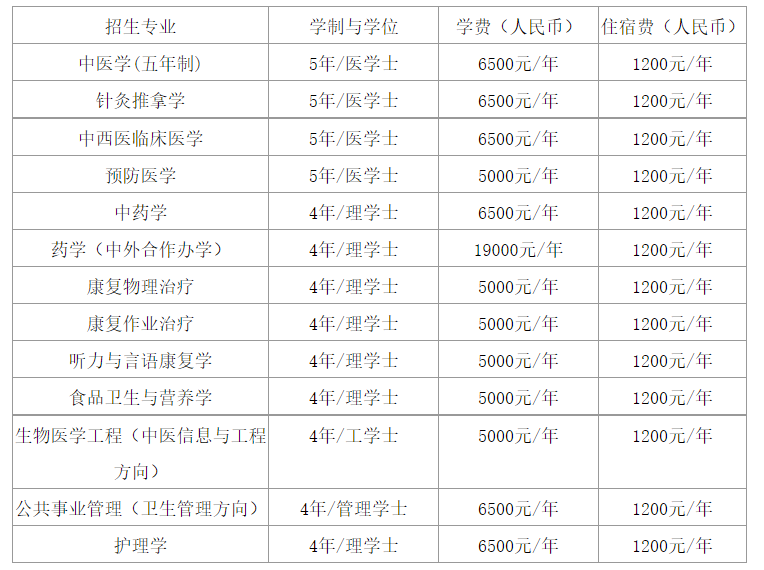 招生专业 学制与学位 学费（人民币） 住宿费（人民币）
中医学(五年制) 5年/医学士 6500元/年 1200元/年
针灸推拿学 5年/医学士 6500元/年 1200元/年
中西医临床医学 5年/医学士 6500元/年 1200元/年
预防医学 5年/医学士 5000元/年 1200元/年
中药学 4年/理学士 6500元/年 1200元/年
药学（中外合作办学） 4年/理学士 19000元/年 1200元/年
康复物理治疗 4年/理学士 5000元/年 1200元/年
康复作业治疗 4年/理学士 5000元/年 1200元/年
听力与言语康复学 4年/理学士 5000元/年 1200元/年
食品卫生与营养学 4年/理学士 5000元/年 1200元/年
生物医学工程（中医信息与工程 4年/工学士 5000元/年 1200元/年
方向）
公共事业管理（卫生管理方向） 4年/管理学士 6500元/年 1200元/年
护理学 4年/理学士 6500元/年 1200元/年